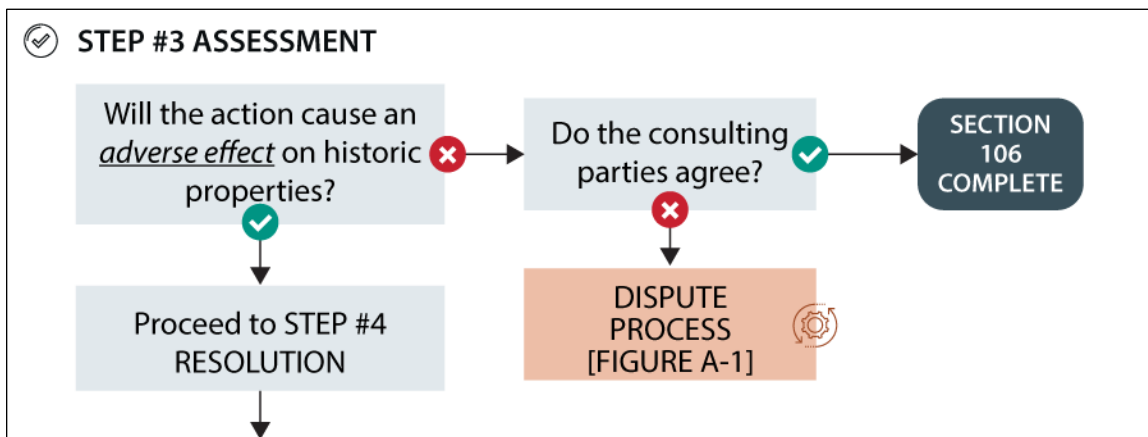 STEP #3 ASSESSMENT
Will the action cause an
adverse effect on historic
properties?
Do the consulting
parties agree?
SECTION
106
COMPLETE
Proceed to STEP #4
RESOLUTION
DISPUTE
PROCESS
[FIGURE A-1]